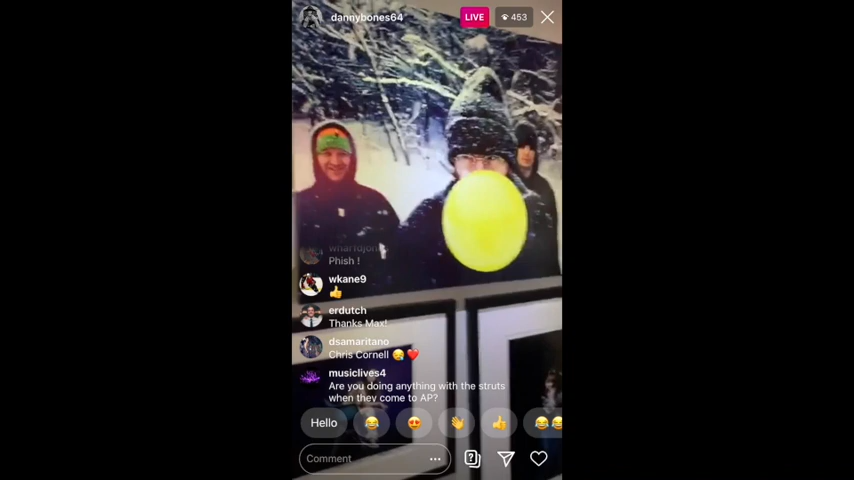 dannybones64
LIVE
453
Phish !
wkane9
erdutch
Thanks Max!
dsamaritano
Chris Cornell 😪❤️
musiclives4
Are you doing anything with the struts
when they come to AP?
Hello
Comment